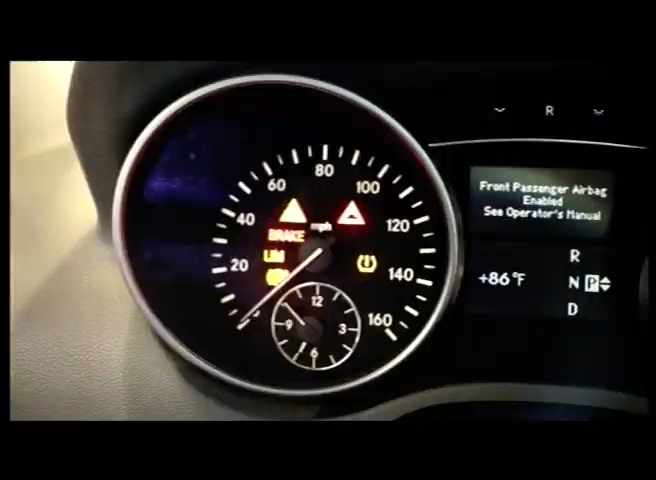 R
Front Passenger Airbag
Enabled
See Operator's Manual
80
60
100
40
mph
120
BRAKE
LIM
20
140
160
12
9
3
6
+86°F
R
N P
D